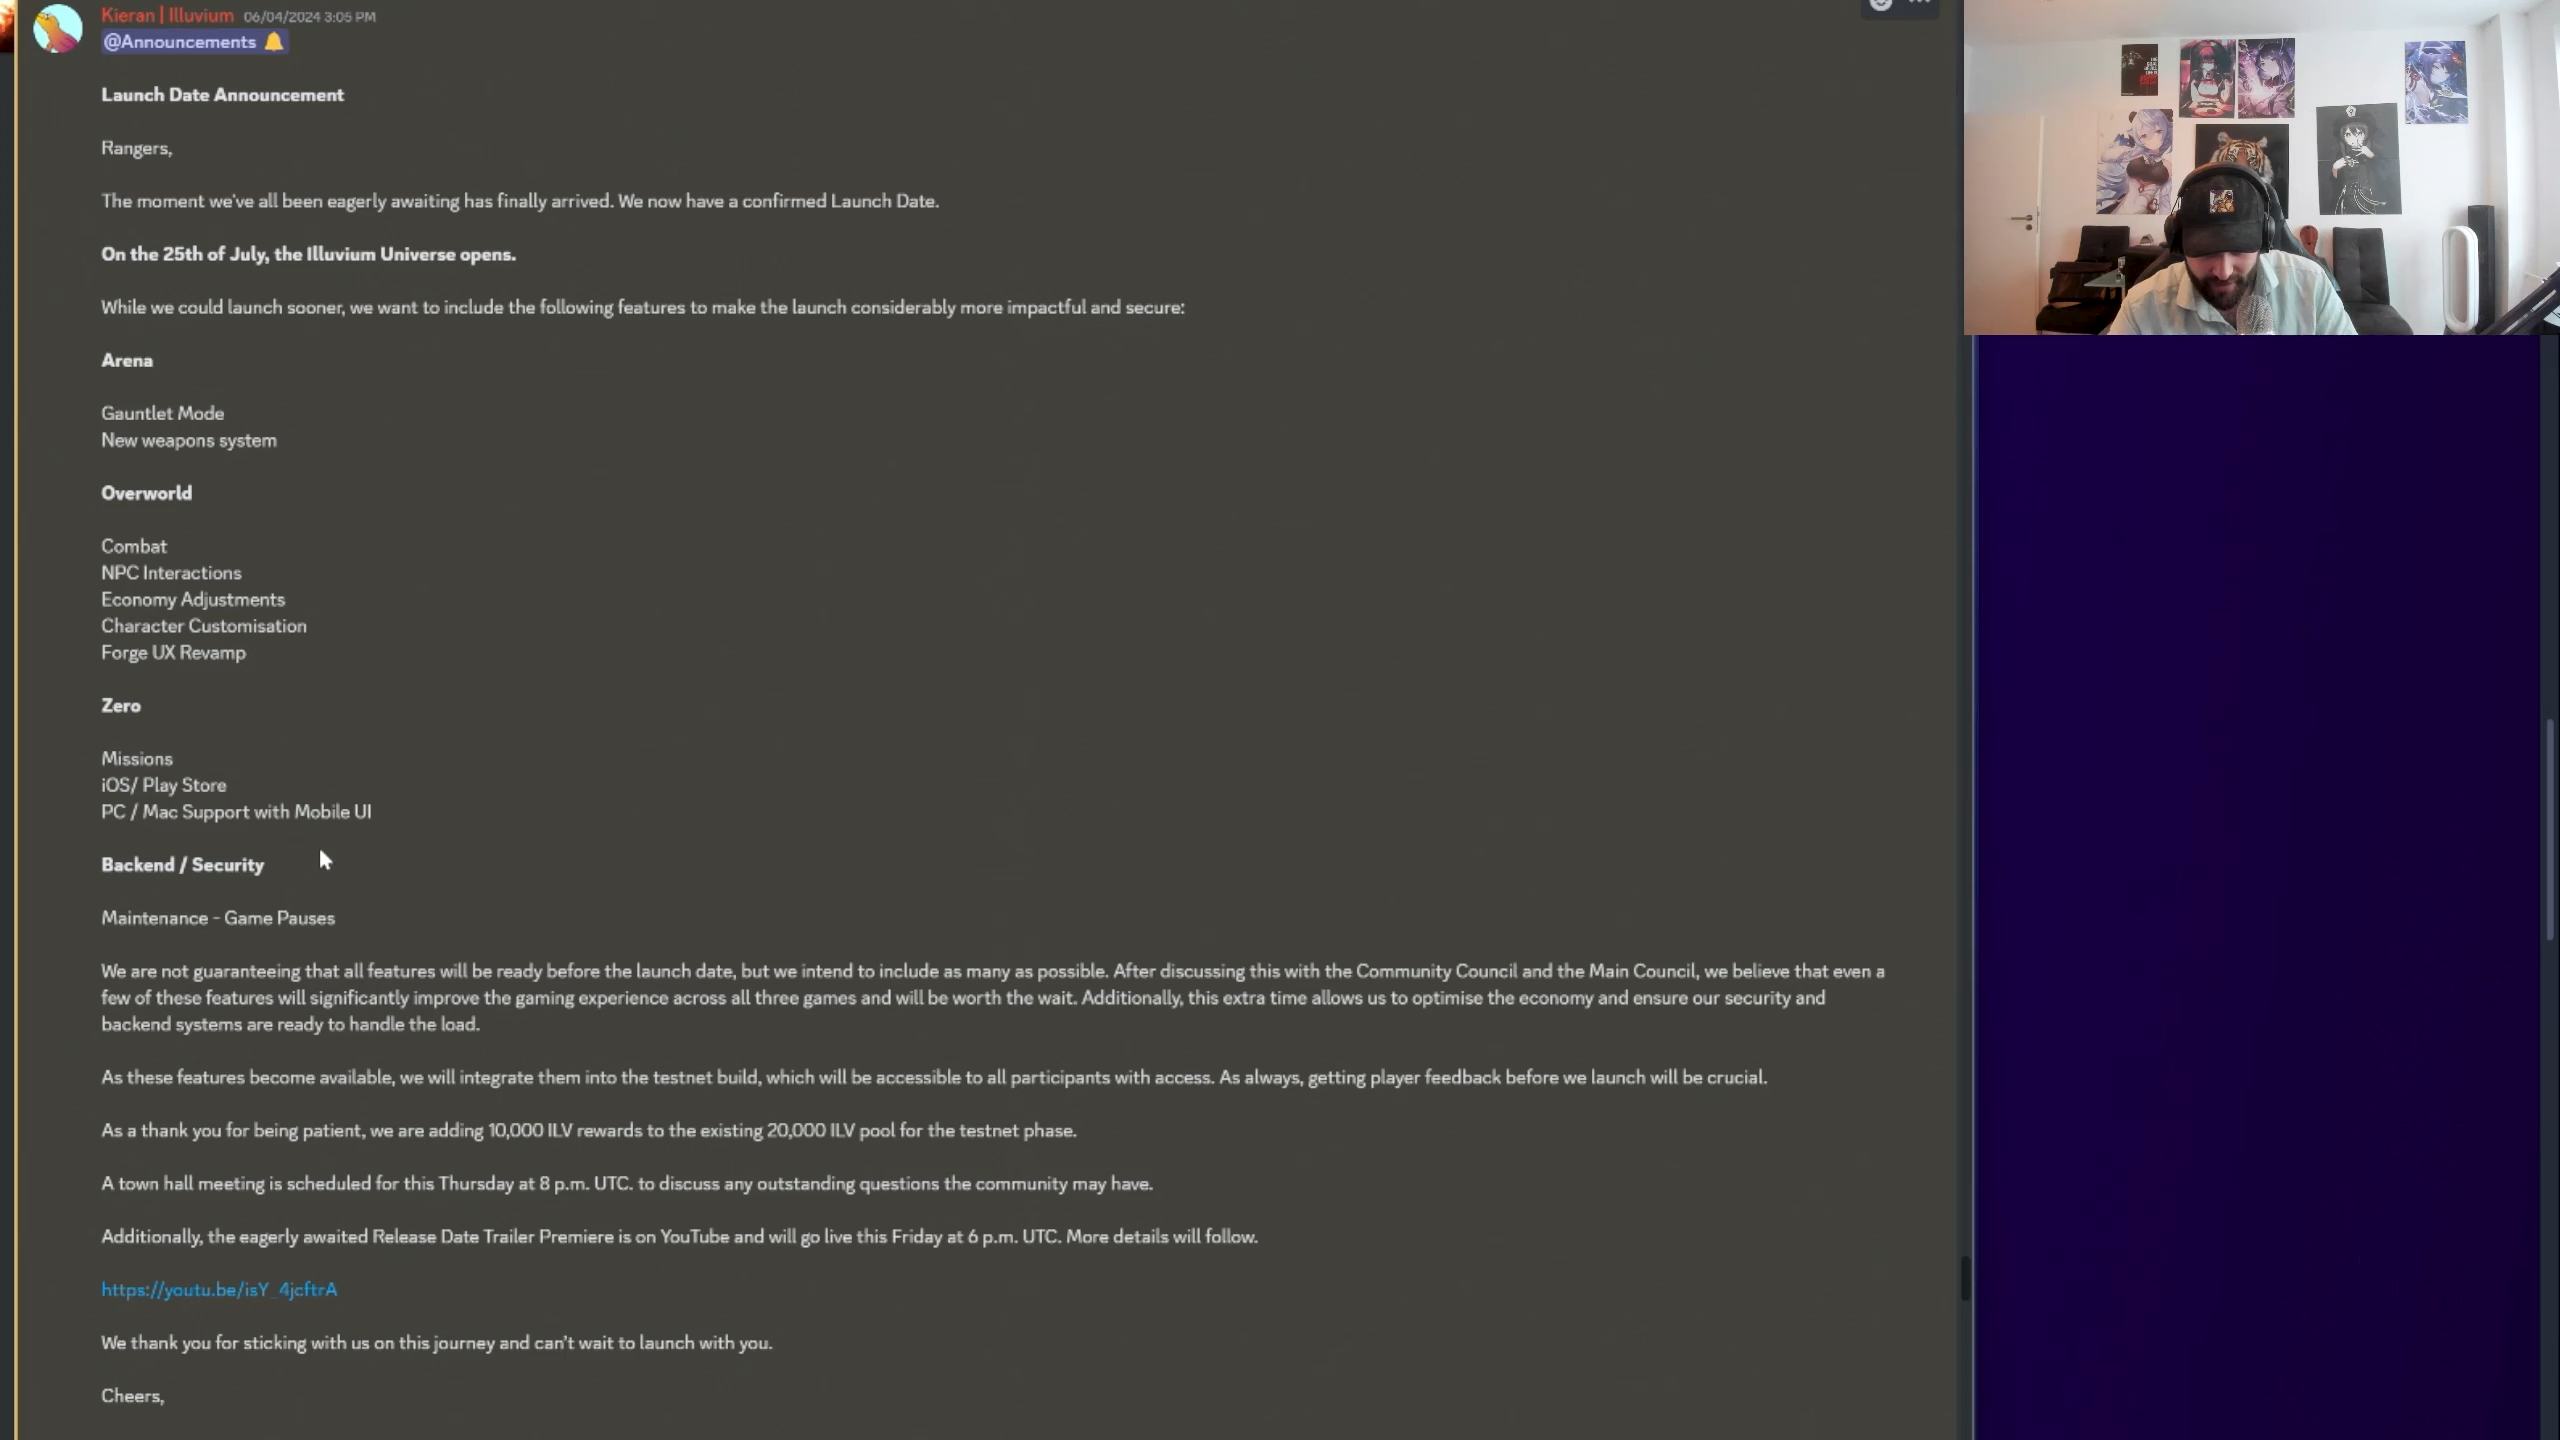 Kieran | Illuvium 06/04/2024 3:05 PM
@Announcements
Launch Date Announcement
Rangers,
The moment we've all been eagerly awaiting has finally arrived. We now have a confirmed Launch Date.
On the 25th of July, the Illuvium Universe opens.
While we could launch sooner, we want to include the following features to make the launch considerably more impactful and secure:
Arena
Gauntlet Mode
New weapons system
Overworld
Combat
NPC Interactions
Economy Adjustments
Character Customisation
Forge UX Revamp
Zero
Missions
iOS/ Play Store
PC / Mac Support with Mobile UI
Backend / Security
Maintenance - Game Pauses
We are not guaranteeing that all features will be ready before the launch date, but we intend to include as many as possible. After discussing this with the Community Council and the Main Council, we believe that even a
few of these features will significantly improve the gaming experience across all three games and will be worth the wait. Additionally, this extra time allows us to optimise the economy and ensure our security and
backend systems are ready to handle the load.
As these features become available, we will integrate them into the testnet build, which will be accessible to all participants with access. As always, getting player feedback before we launch will be crucial.
As a thank you for being patient, we are adding 10,000 ILV rewards to the existing 20,000 ILV pool for the testnet phase.
A town hall meeting is scheduled for this Thursday at 8 p.m. UTC. to discuss any outstanding questions the community may have.
Additionally, the eagerly awaited Release Date Trailer Premiere is on YouTube and will go live this Friday at 6 p.m. UTC. More details will follow.
https://youtu.be/isY_4jcftrA
We thank you for sticking with us on this journey and can't wait to launch with you.
Cheers,